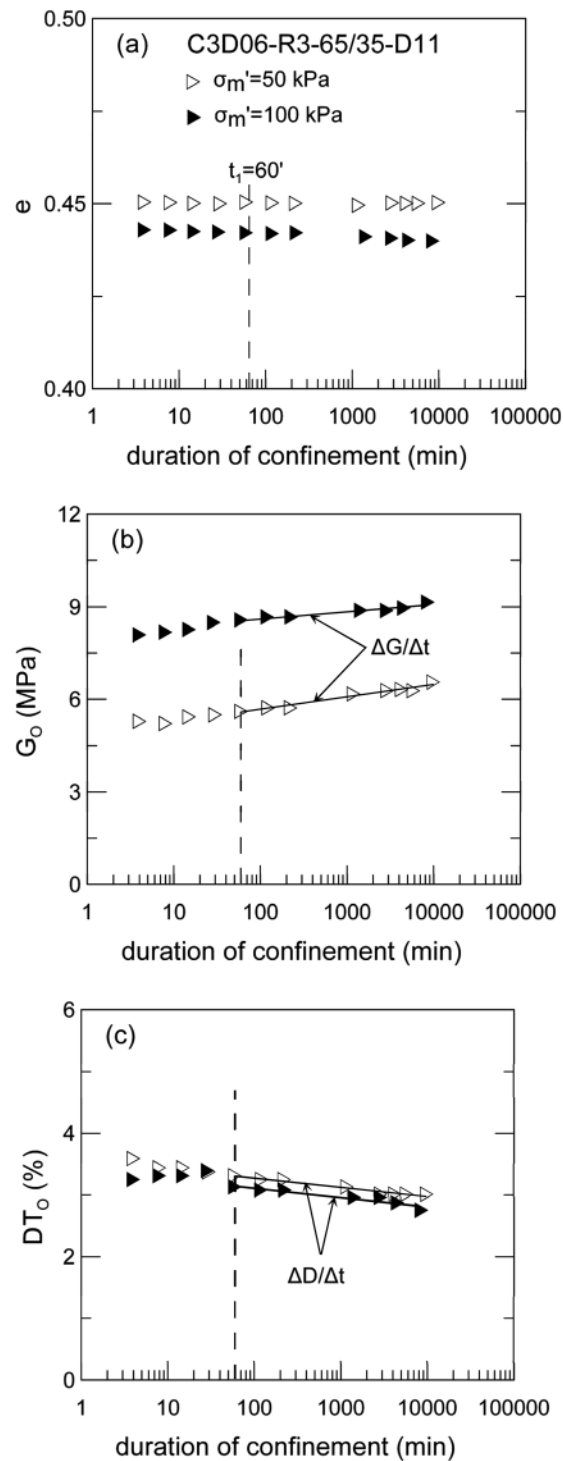 (a) C3D06-R3-65/35-D11
▷ σm'=50 kPa
▶ σm'=100 kPa
t1=60'
0.50
0.45
0.40
e
1 10 100 1000 10000 100000
duration of confinement (min)
(b)
12
9
6
3
0
GO (MPa)
ΔG/Δt
1 10 100 1000 10000 100000
duration of confinement (min)
(c)
6
4
2
0
DTO (%)
ΔD/Δt
1 10 100 1000 10000 100000
duration of confinement (min)